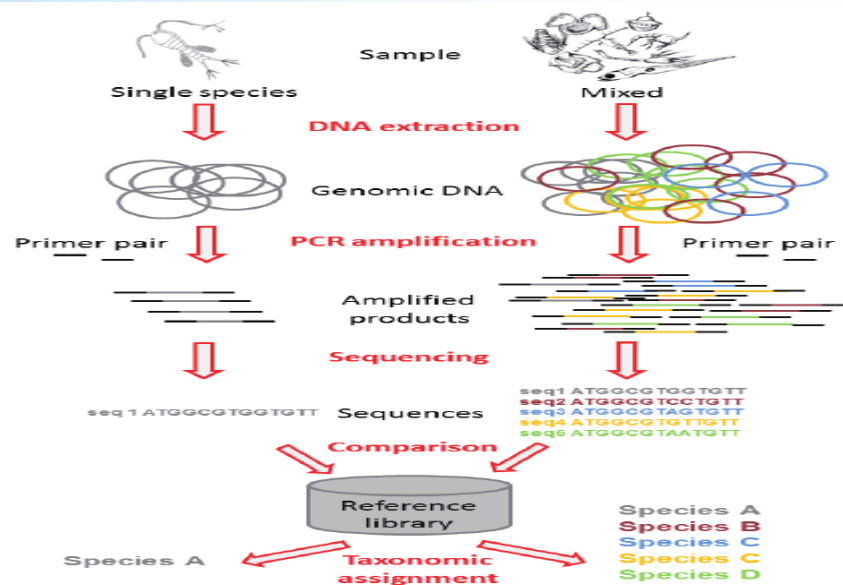 Sample
Single species
Mixed
DNA extraction
Genomic DNA
Primer pair
PCR amplification
Primer pair
Amplified
products
Sequencing
seq1 ATGGCGTGGTGTT
seq2 ATGGCGTCCTGTT
seq 1 ATGGCGTGGTGTT
Sequences
seq3 ATGGCGTAGTGTT
seq4 ATGGCGTGTTGTT
seq5 ATGGCGTAATGTT
Comparison
Reference
library
Species A
Species B
Species C
Species C
Species D
Species A
Taxonomic
assignment